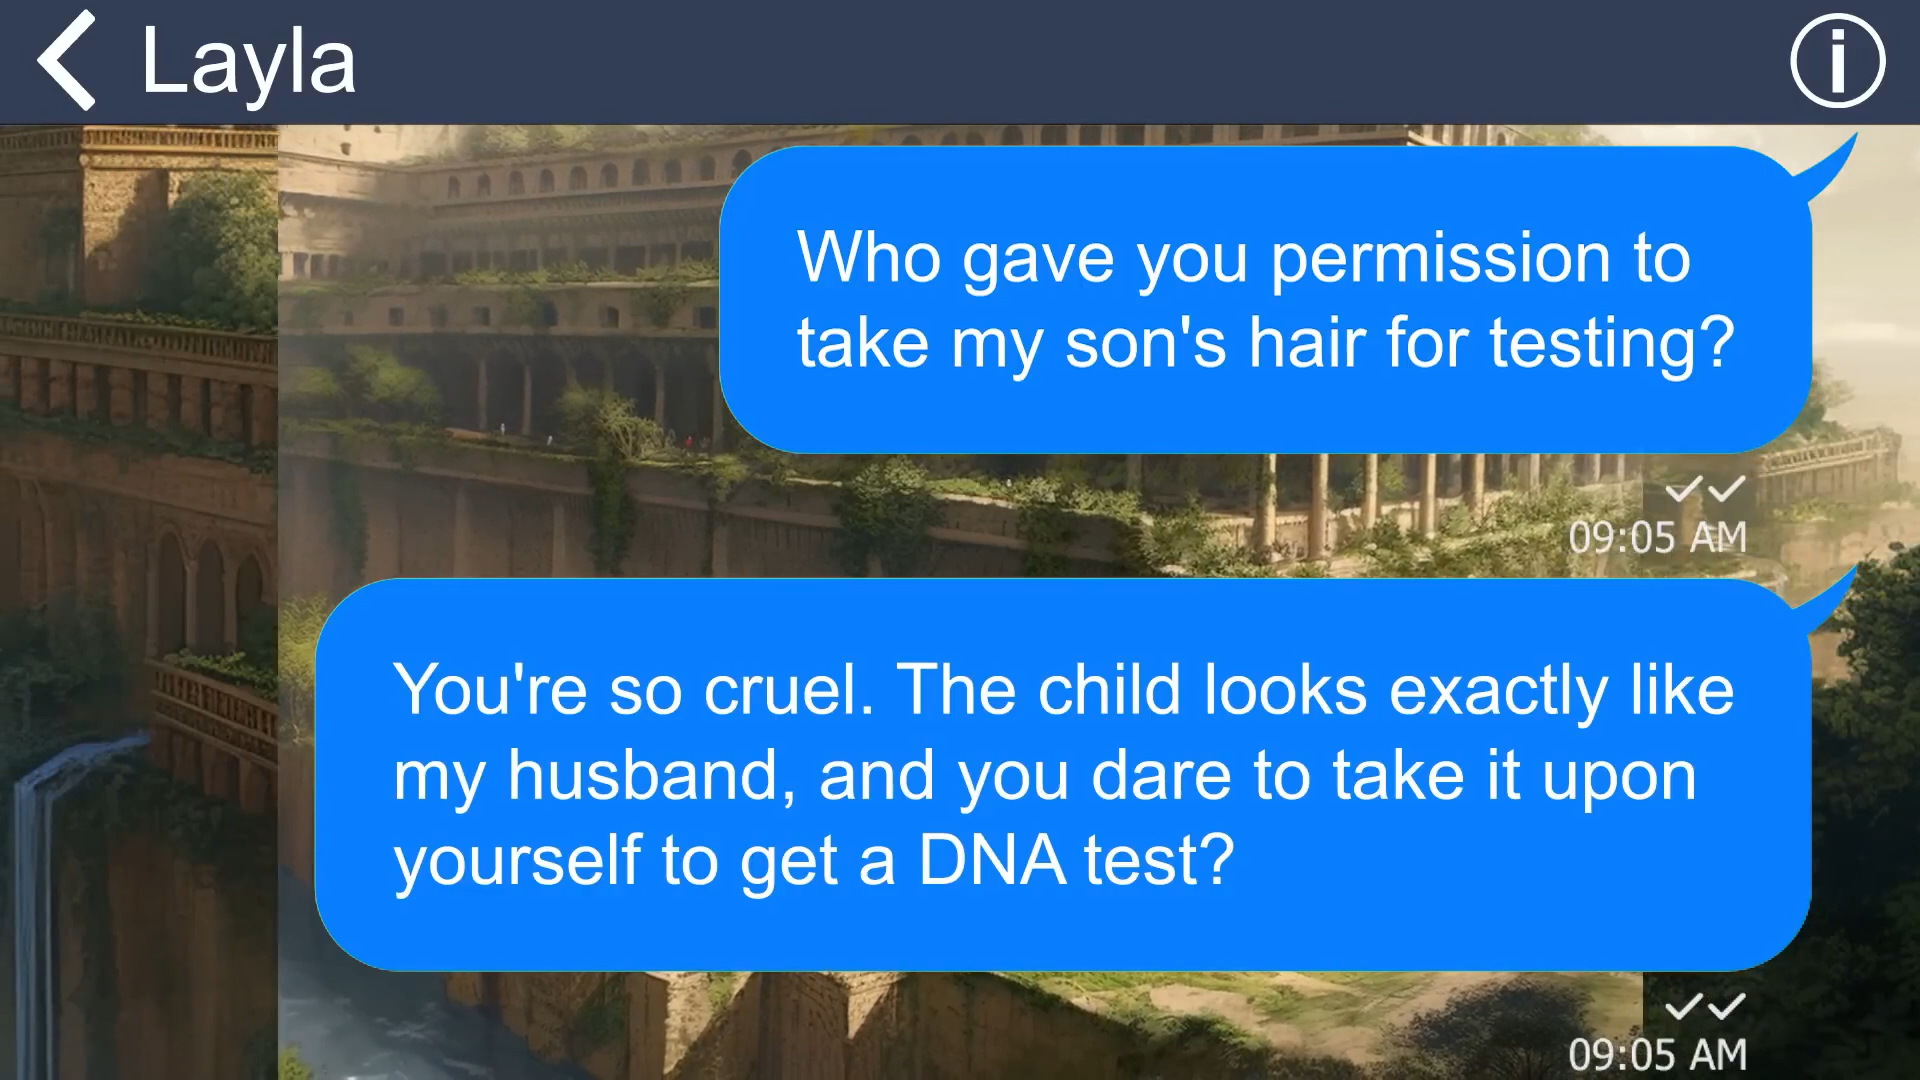 Layla
Who gave you permission to
take my son's hair for testing?
09:05 AM
You're so cruel. The child looks exactly like
my husband, and you dare to take it upon
yourself to get a DNA test?
09:05 AM